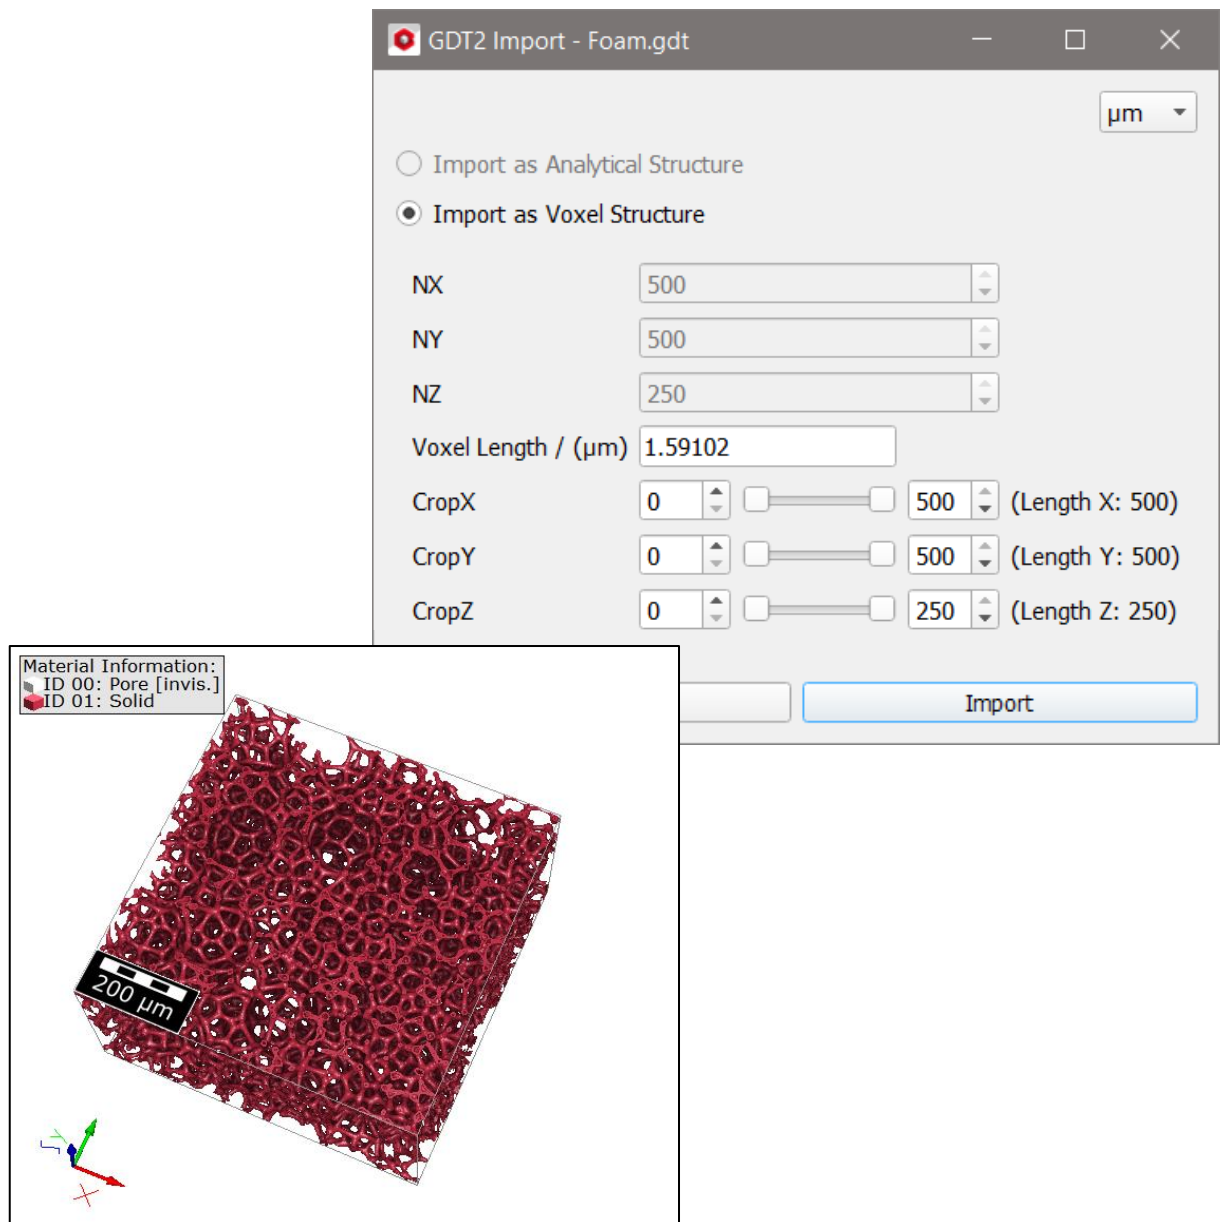 GDT2 Import - Foam.gdt
µm
Import as Analytical Structure
Import as Voxel Structure
NX 500
NY 500
NZ 250
Voxel Length / (µm) 1.59102
CropX 0 500 (Length X: 500)
CropY 0 500 (Length Y: 500)
CropZ 0 250 (Length Z: 250)
Import
Material Information:
ID 00: Pore [invis.]
ID 01: Solid
200 µm
Z
Y
X